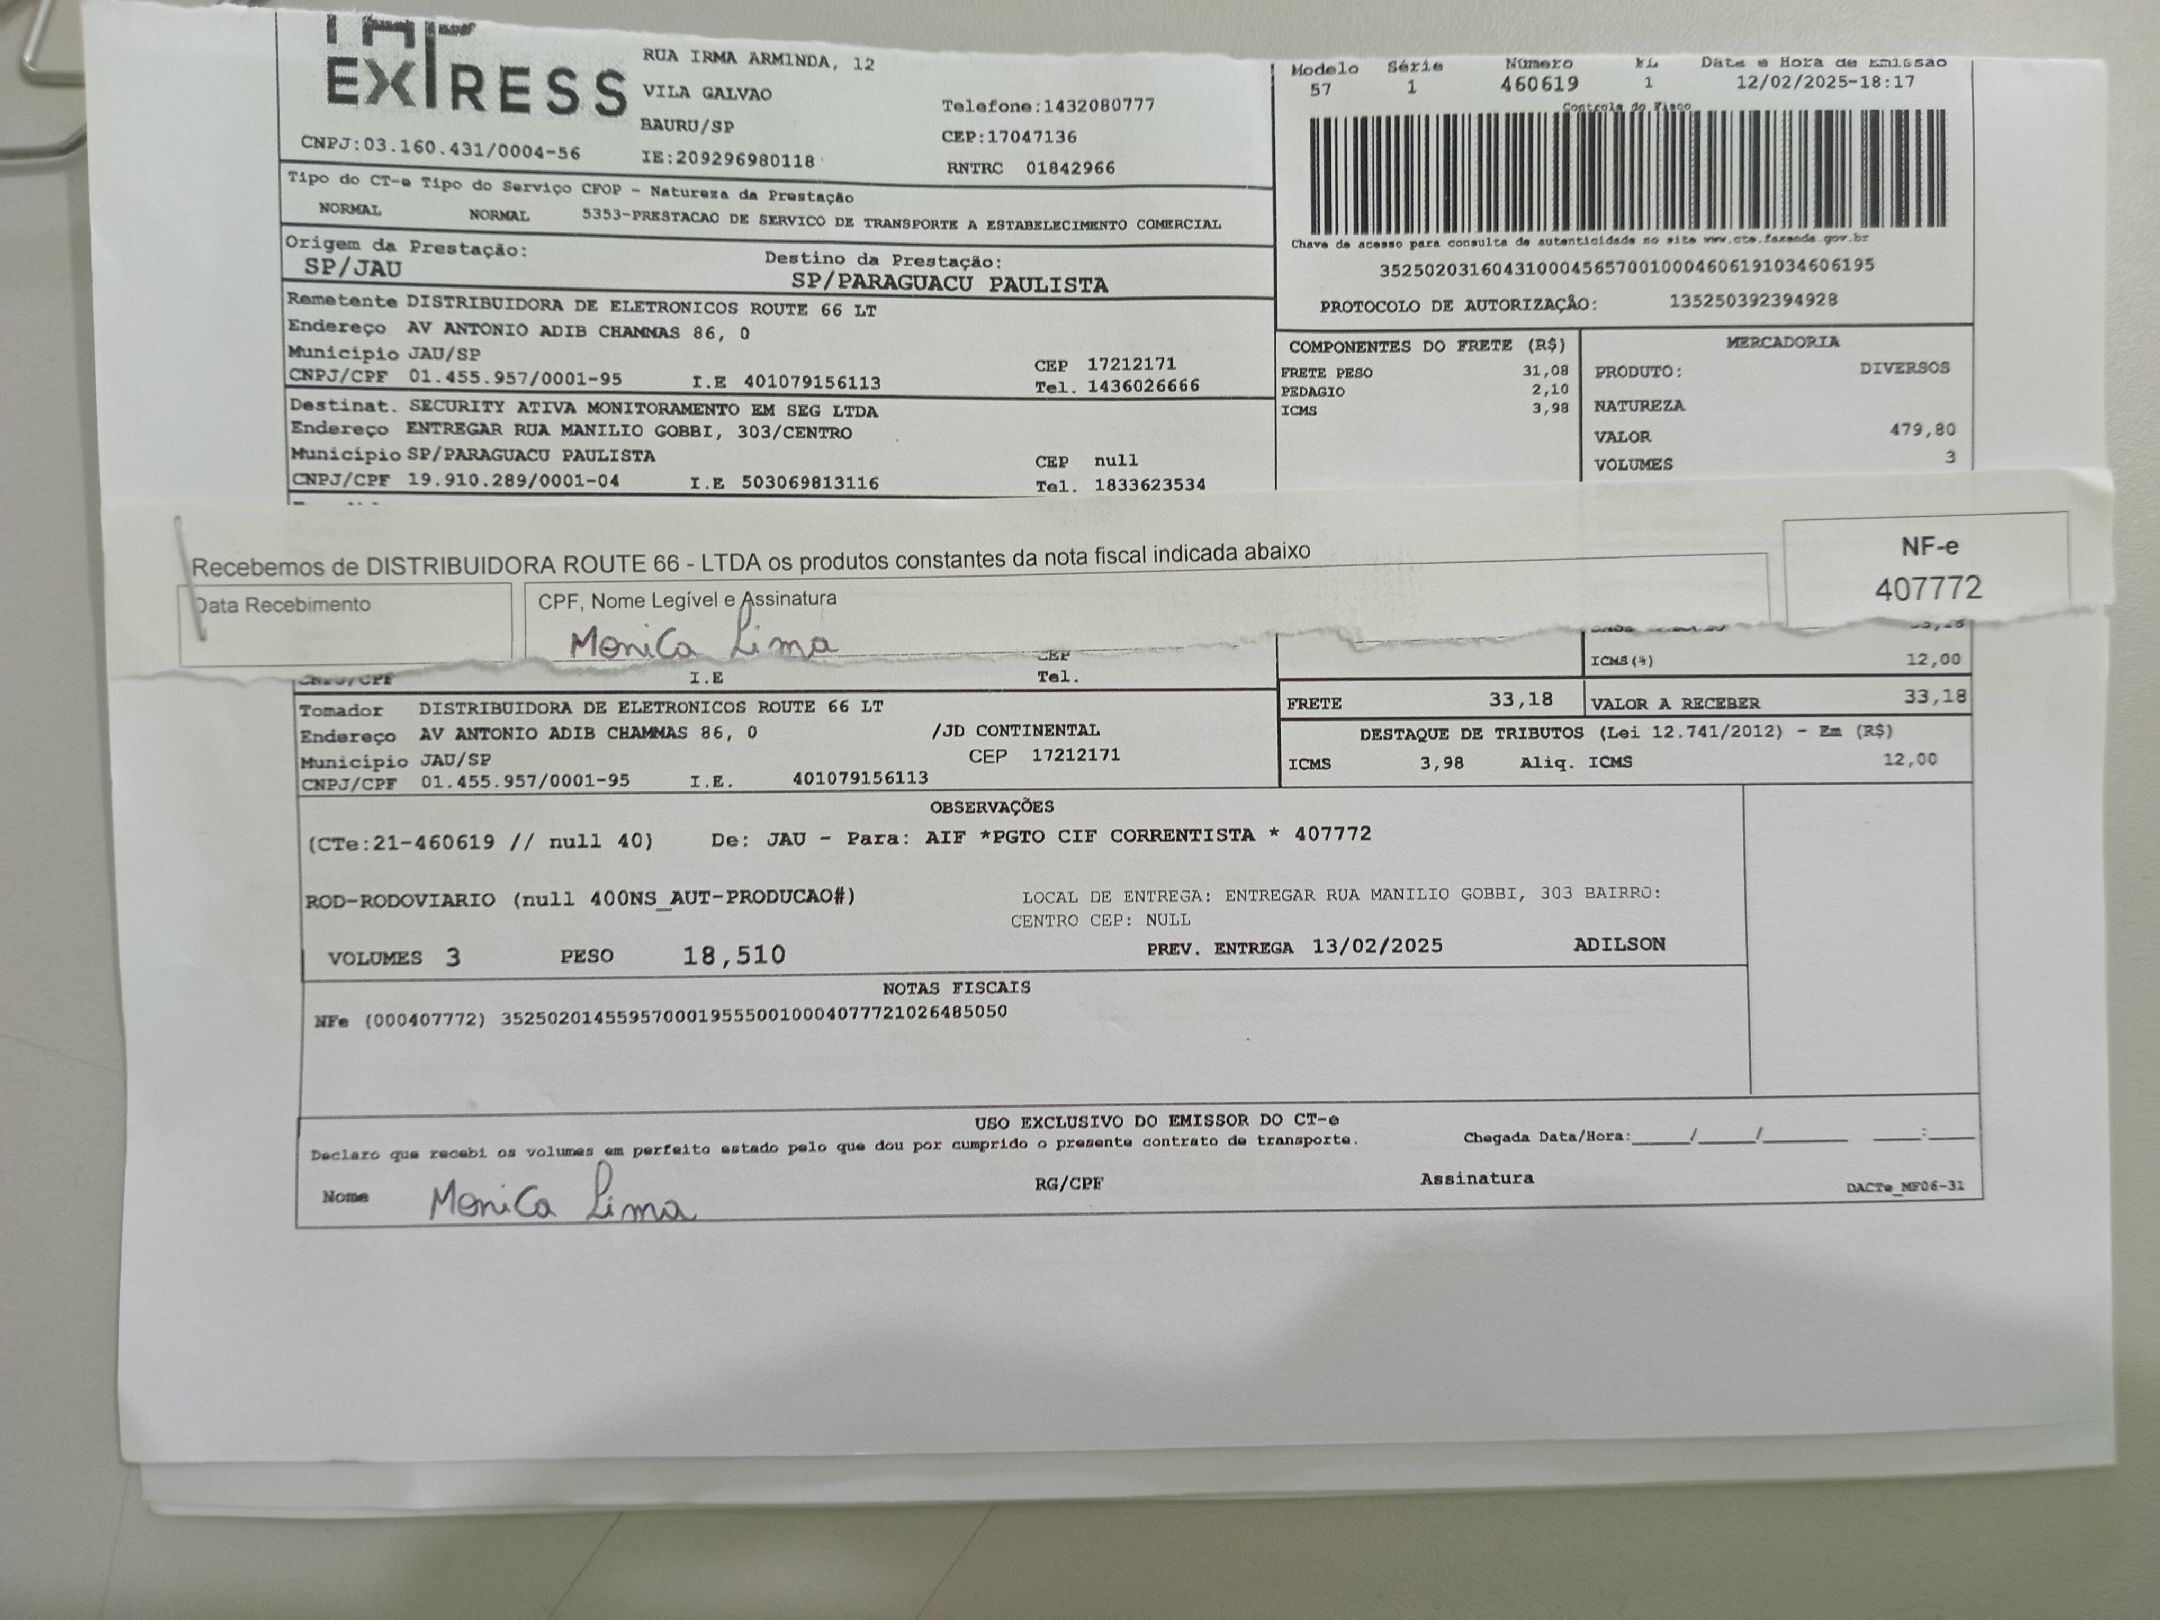 EXPRESS
RUA IRMA ARMINDA, 12
VILA GALVAO
BAURU/SP
CNPJ:03.160.431/0004-56
IE:209296980118
Telefone:1432080777
CEP:17047136
RNTRC 01842966
Modelo Série Número FL Data e Hora de Emissão
57 1 460619 1 12/02/2025-18:17
Controle do Fisco
Chave de acesso para consulta de autenticidade no site www.cte.fazenda.gov.br
35250203160431000456570010004606191034606195
PROTOCOLO DE AUTORIZAÇÃO: 135250392394928
Tipo do CT-e Tipo do Serviço CFOP - Natureza da Prestação
NORMAL NORMAL 5353-PRESTACAO DE SERVICO DE TRANSPORTE A ESTABELECIMENTO COMERCIAL
Origem da Prestação: Destino da Prestação:
SP/JAU SP/PARAGUACU PAULISTA
Remetente DISTRIBUIDORA DE ELETRONICOS ROUTE 66 LT
Endereço AV ANTONIO ADIB CHAMMAS 86, 0
Município JAU/SP CEP 17212171
CNPJ/CPF 01.455.957/0001-95 I.E 401079156113 Tel. 1436026666
Destinat. SECURITY ATIVA MONITORAMENTO EM SEG LTDA
Endereço ENTREGAR RUA MANILIO GOBBI, 303/CENTRO
Município SP/PARAGUACU PAULISTA CEP null
CNPJ/CPF 19.910.289/0001-04 I.E 503069813116 Tel. 1833623534
COMPONENTES DO FRETE (R$)
FRETE PESO 31,08
PEDAGIO 2,10
ICMS 3,98
MERCADORIA
PRODUTO: DIVERSOS
NATUREZA
VALOR 479,80
VOLUMES 3
Recebemos de DISTRIBUIDORA ROUTE 66 - LTDA os produtos constantes da nota fiscal indicada abaixo
NF-e
407772
Data Recebimento
CPF, Nome Legível e Assinatura
Monica Lima
CEP
CNPJ/CPF I.E Tel.
ICMS(%) 12,00
FRETE 33,18 VALOR A RECEBER 33,18
Tomador DISTRIBUIDORA DE ELETRONICOS ROUTE 66 LT
Endereço AV ANTONIO ADIB CHAMMAS 86, 0 /JD CONTINENTAL
Município JAU/SP CEP 17212171
CNPJ/CPF 01.455.957/0001-95 I.E. 401079156113
DESTAQUE DE TRIBUTOS (Lei 12.741/2012) - Em (R$)
ICMS 3,98 Aliq. ICMS 12,00
OBSERVAÇÕES
(CTe:21-460619 // null 40) De: JAU - Para: AIF *PGTO CIF CORRENTISTA * 407772
ROD-RODOVIARIO (null 400NS_AUT-PRODUCAO#) LOCAL DE ENTREGA: ENTREGAR RUA MANILIO GOBBI, 303 BAIRRO:
CENTRO CEP: NULL
VOLUMES 3 PESO 18,510 PREV. ENTREGA 13/02/2025 ADILSON
NOTAS FISCAIS
NFe (000407772) 35250201455957000195550010004077721026485050
USO EXCLUSIVO DO EMISSOR DO CT-e
Declaro que recebi os volumes em perfeito estado pelo que dou por cumprido o presente contrato de transporte. Chegada Data/Hora:____/____/______ ___:___
Nome Monica Lima RG/CPF Assinatura DACTe_MF06-31